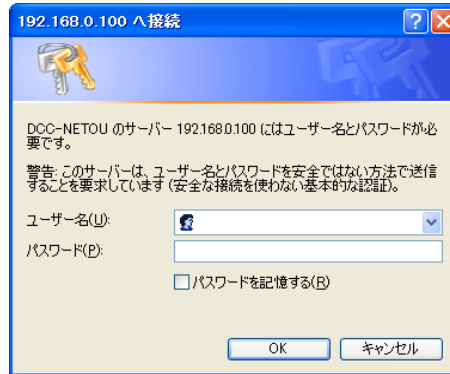 192.168.0.100 へ接続
DCC-NETOU のサーバー 192.168.0.100 にはユーザー名とパスワードが必
要です。
警告: このサーバーは、ユーザー名とパスワードを安全ではない方法で送信
することを要求しています (安全な接続を使わない基本的な認証)。
ユーザー名(U):
パスワード(P):
パスワードを記憶する(R)
OK
キャンセル